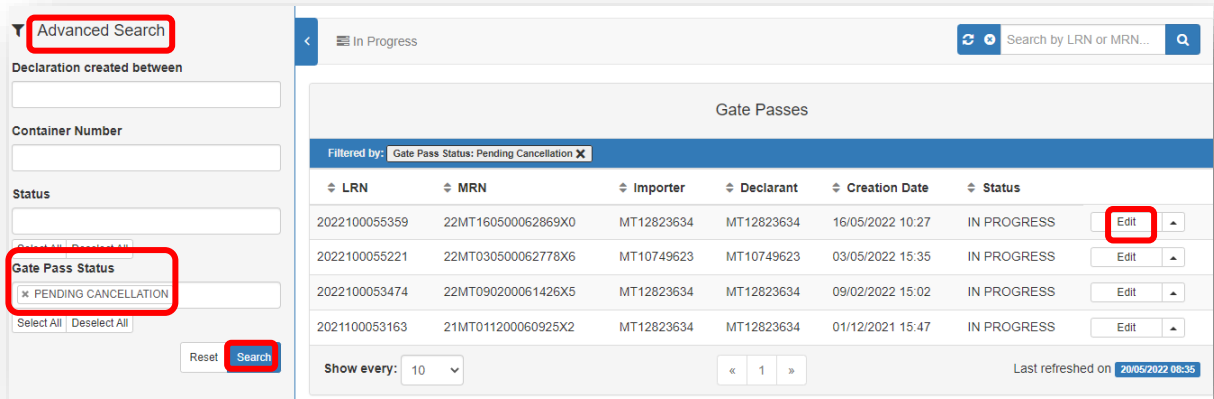 Advanced Search
Declaration created between
Container Number
Status
Select All Deselect All
Gate Pass Status
× PENDING CANCELLATION
Select All Deselect All
Reset Search
In Progress
Search by LRN or MRN...
Gate Passes
Filtered by: Gate Pass Status: Pending Cancellation X
LRN MRN Importer Declarant Creation Date Status
2022100055359 22MT160500062869X0 MT12823634 MT12823634 16/05/2022 10:27 IN PROGRESS Edit
2022100055221 22MT030500062778X6 MT10749623 MT10749623 03/05/2022 15:35 IN PROGRESS Edit
2022100053474 22MT090200061426X5 MT12823634 MT12823634 09/02/2022 15:02 IN PROGRESS Edit
2021100053163 21MT011200060925X2 MT12823634 MT12823634 01/12/2021 15:47 IN PROGRESS Edit
Show every: 10 « 1 » Last refreshed on 20/05/2022 08:35